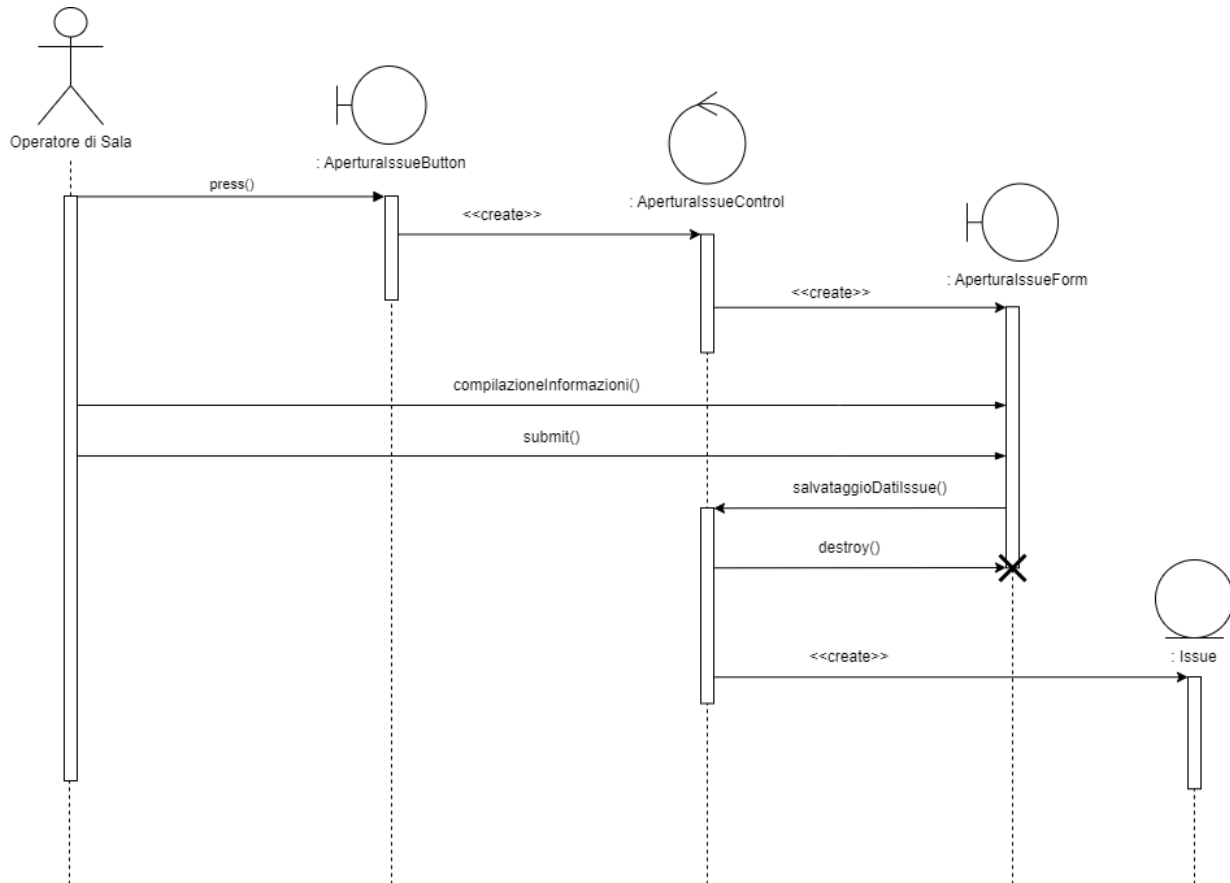 Operatore di Sala
: AperturaIssueButton
press()
: AperturaIssueControl
<<create>>
: AperturaIssueForm
<<create>>
compilazioneInformazioni()
submit()
salvataggioDatiIssue()
destroy()
<<create>>
: Issue